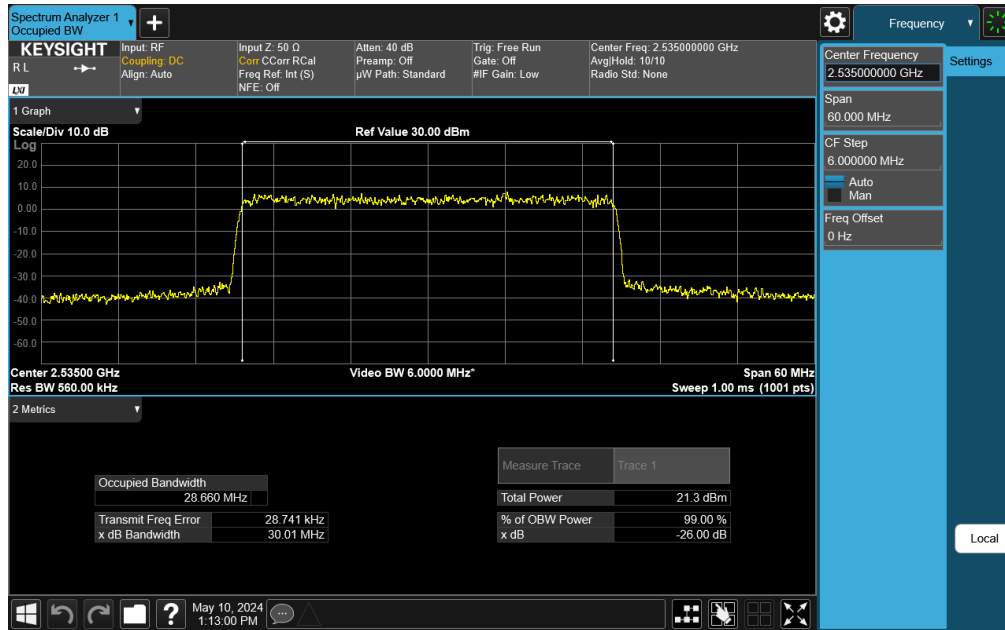 Spectrum Analyzer 1
Occupied BW
Frequency
KEYSIGHT
R L
LXI
Input: RF
Coupling: DC
Align: Auto
Input Z: 50 Ω
Corr CCorr RCal
Freq Ref: Int (S)
NFE: Off
Atten: 40 dB
Preamp: Off
µW Path: Standard
Trig: Free Run
Gate: Off
#IF Gain: Low
Center Freq: 2.535000000 GHz
Avg|Hold: 10/10
Radio Std: None
Center Frequency
2.535000000 GHz
Settings
Span
60.000 MHz
CF Step
6.000000 MHz
Auto
Man
Freq Offset
0 Hz
1 Graph
Scale/Div 10.0 dB
Ref Value 30.00 dBm
Log
20.0
10.0
0.00
-10.0
-20.0
-30.0
-40.0
-50.0
-60.0
Center 2.53500 GHz
Video BW 6.0000 MHz*
Span 60 MHz
Res BW 560.00 kHz
Sweep 1.00 ms (1001 pts)
2 Metrics
Measure Trace
Trace 1
Occupied Bandwidth
28.660 MHz
Total Power
21.3 dBm
Transmit Freq Error
28.741 kHz
% of OBW Power
99.00 %
x dB Bandwidth
30.01 MHz
x dB
-26.00 dB
Local
?
May 10, 2024
1:13:00 PM